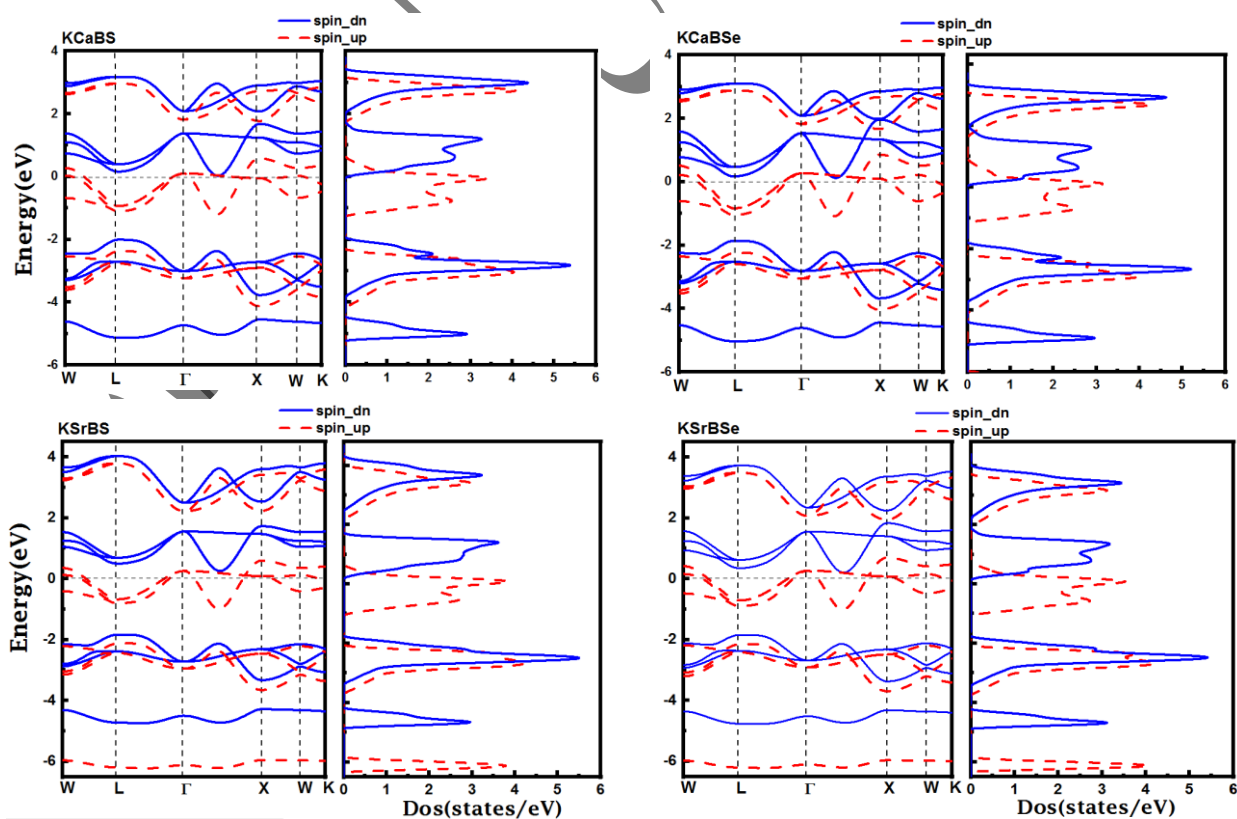 KCaBS
spin_dn
spin_up
Energy(eV)
4
2
0
-2
-4
-6
W L Γ X W K
0 1 2 3 4 5 6
KCaBSe
spin_dn
spin_up
4
2
0
-2
-4
-6
W L Γ X W K
0 1 2 3 4 5 6
KSrBS
spin_dn
spin_up
Energy(eV)
4
2
0
-2
-4
-6
W L Γ X W K
0 1 2 3 4 5 6
Dos(states/eV)
KSrBSe
spin_dn
spin_up
4
2
0
-2
-4
-6
W L Γ X W K
0 1 2 3 4 5 6
Dos(states/eV)